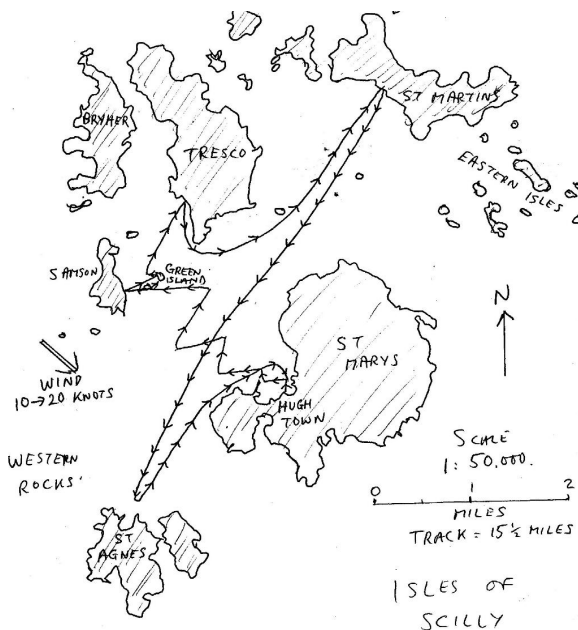 ST MARTINS
BRYHER
TRESCO
EASTERN ISLES
SAMSON
GREEN
ISLAND
N
ST
MARYS
WIND
10→20 KNOTS
HUGH
TOWN
WESTERN
ROCKS
SCALE
1:50,000.
0 1 2
MILES
TRACK = 15½ MILES
ST
AGNES
ISLES OF
SCILLY